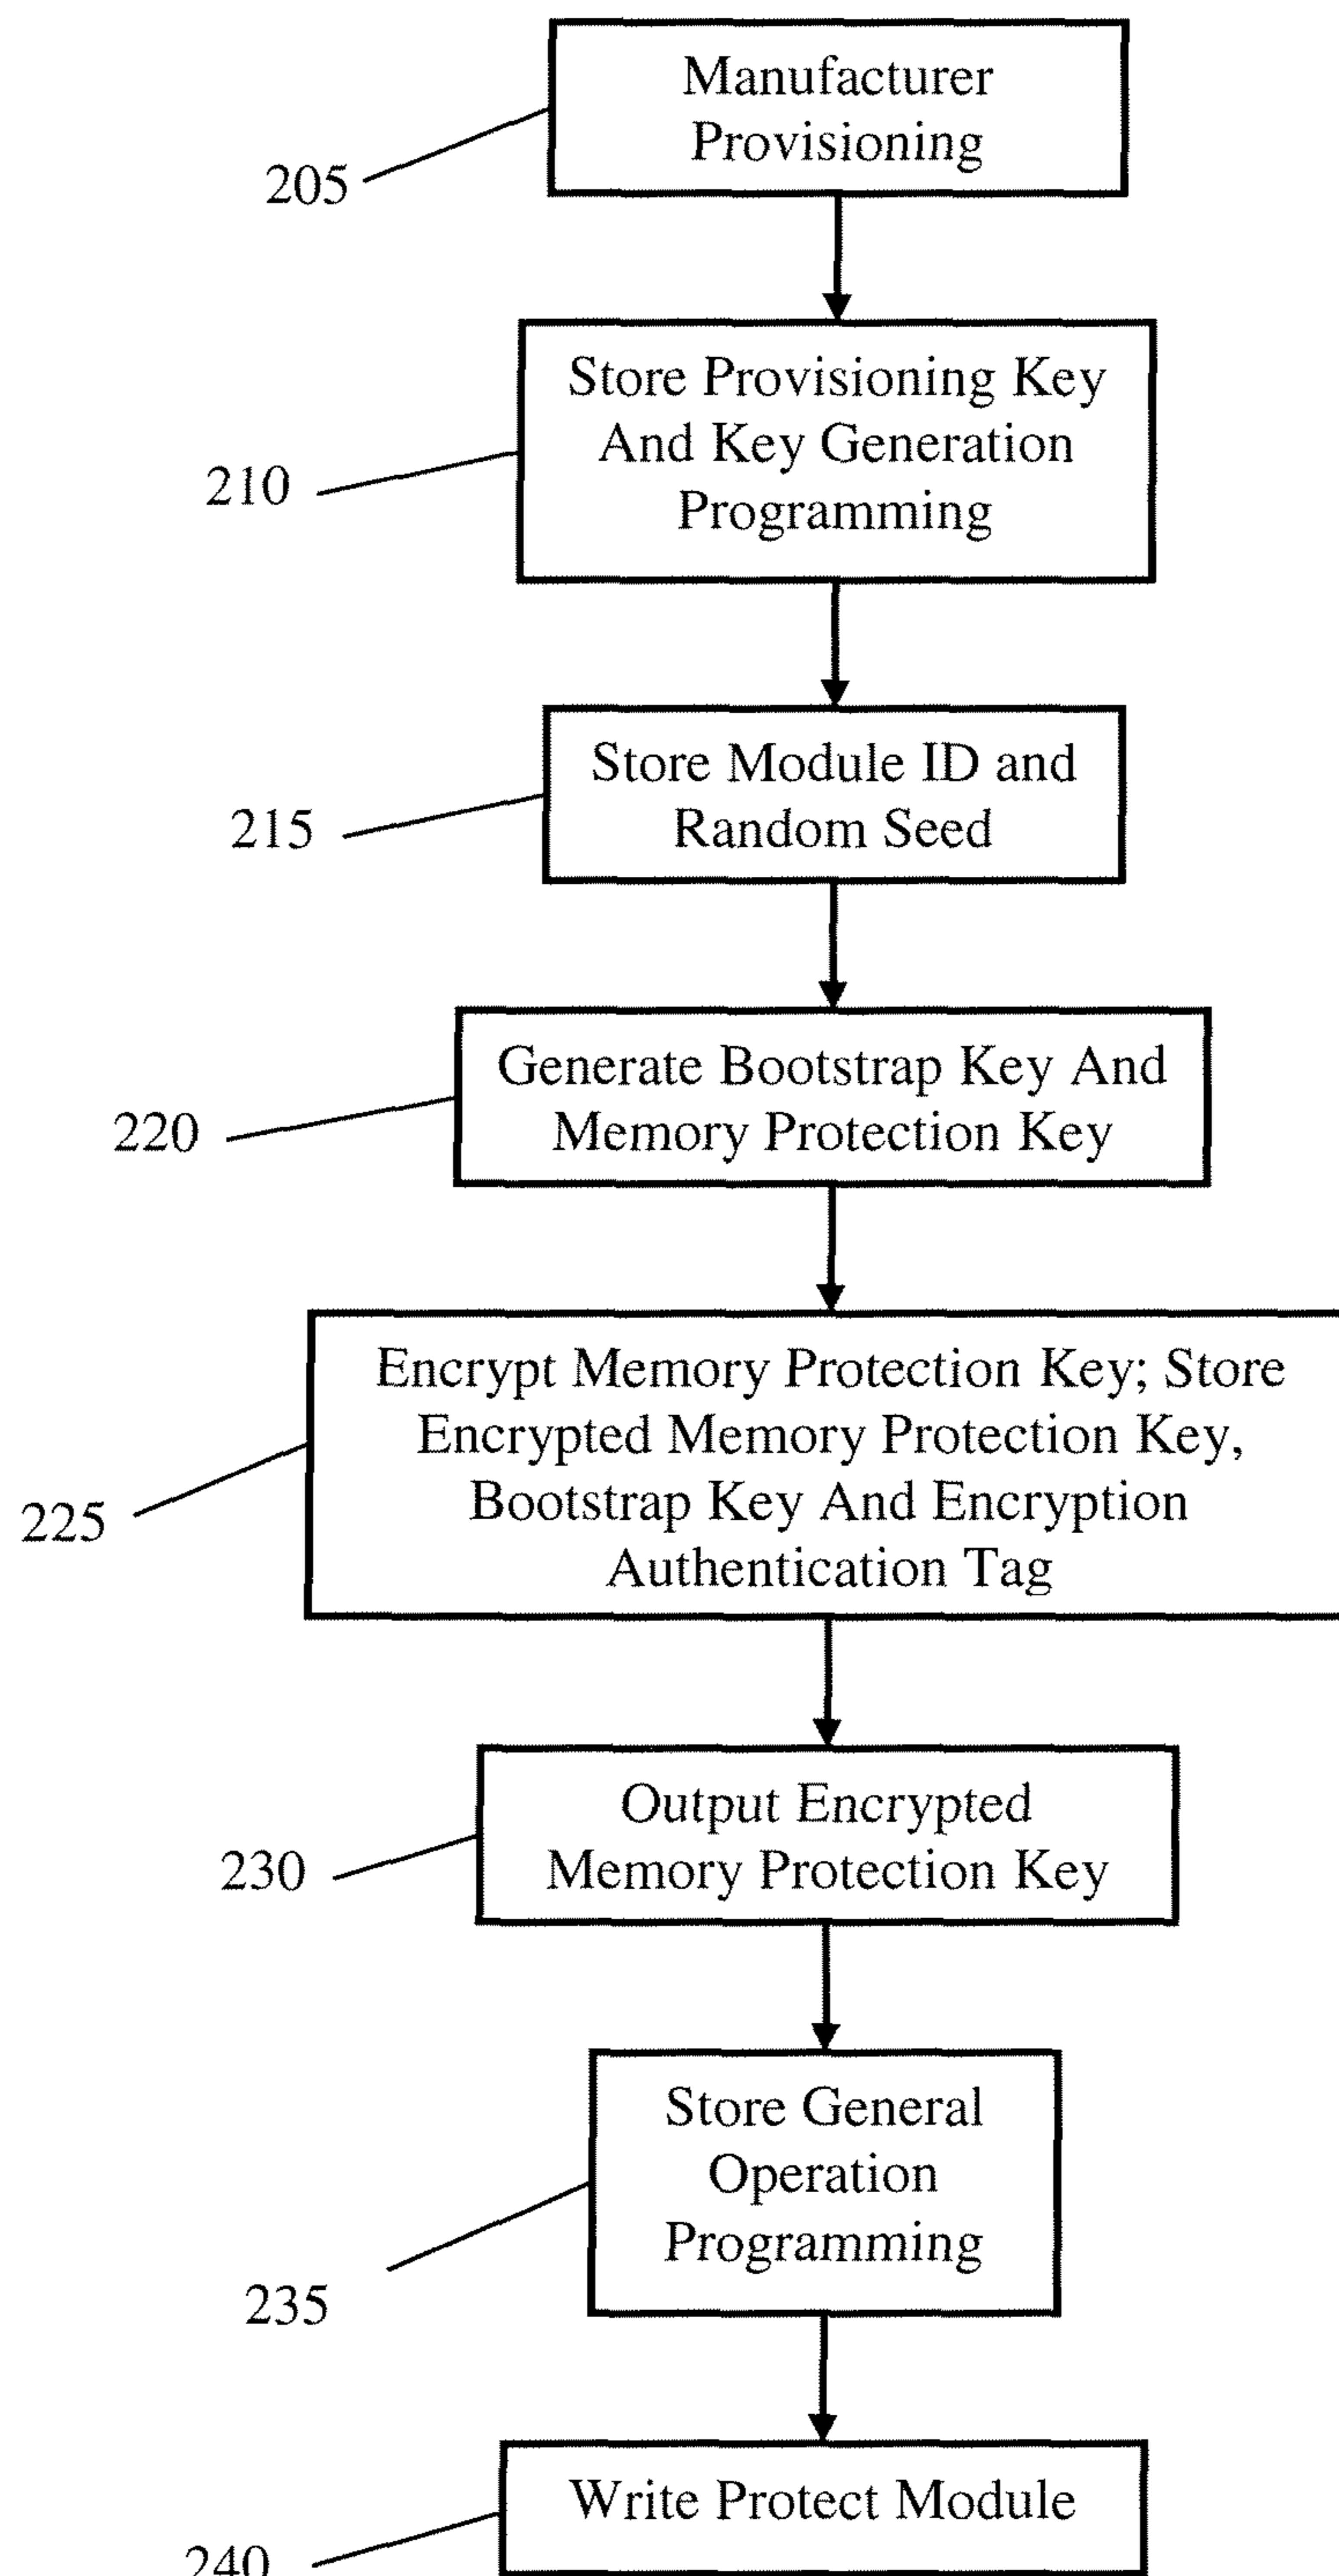 Manufacturer
Provisioning
205
Store Provisioning Key
And Key Generation
Programming
210
Store Module ID and
Random Seed
215
Generate Bootstrap Key And
Memory Protection Key
220
Encrypt Memory Protection Key; Store
Encrypted Memory Protection Key,
Bootstrap Key And Encryption
Authentication Tag
225
Output Encrypted
Memory Protection Key
230
Store General
Operation
Programming
235
Write Protect Module
240